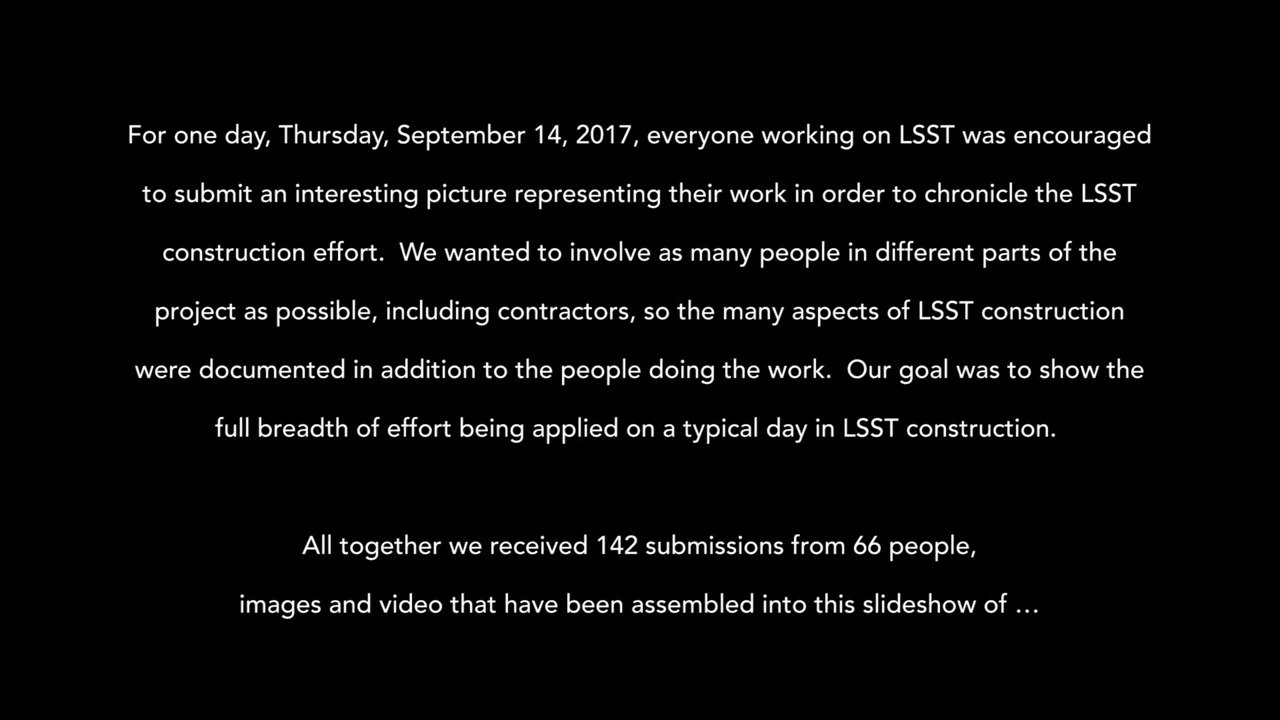 For one day, Thursday, September 14, 2017, everyone working on LSST was encouraged
to submit an interesting picture representing their work in order to chronicle the LSST
construction effort.  We wanted to involve as many people in different parts of the
project as possible, including contractors, so the many aspects of LSST construction
were documented in addition to the people doing the work.  Our goal was to show the
full breadth of effort being applied on a typical day in LSST construction.
All together we received 142 submissions from 66 people,
images and video that have been assembled into this slideshow of …